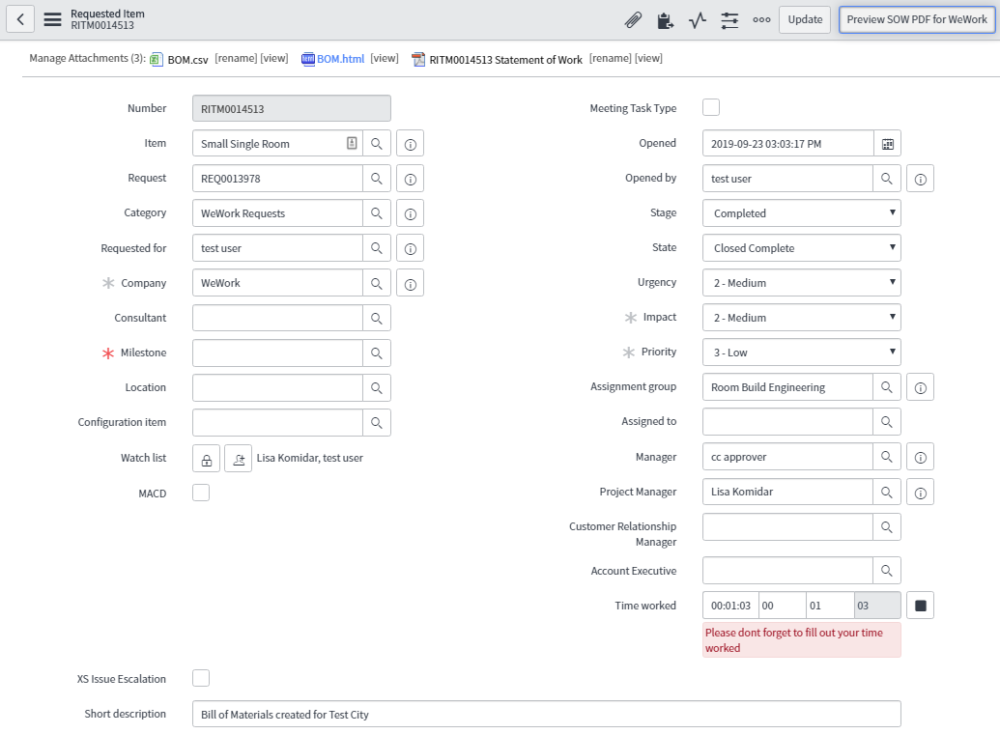 Requested Item
RITM0014513
Update
Preview SOW PDF for WeWork
Manage Attachments (3): BOM.csv [rename] [view] BOM.html [view] RITM0014513 Statement of Work [rename] [view]
Number RITM0014513
Item Small Single Room
Request REQ0013978
Category WeWork Requests
Requested for test user
Company WeWork
Consultant
Milestone
Location
Configuration item
Watch list Lisa Komidar, test user
MACD
Meeting Task Type
Opened 2019-09-23 03:03:17 PM
Opened by test user
Stage Completed
State Closed Complete
Urgency 2 - Medium
Impact 2 - Medium
Priority 3 - Low
Assignment group Room Build Engineering
Assigned to
Manager cc approver
Project Manager Lisa Komidar
Customer Relationship
Manager
Account Executive
Time worked 00:01:03 00 01 03
Please dont forget to fill out your time
worked
XS Issue Escalation
Short description Bill of Materials created for Test City